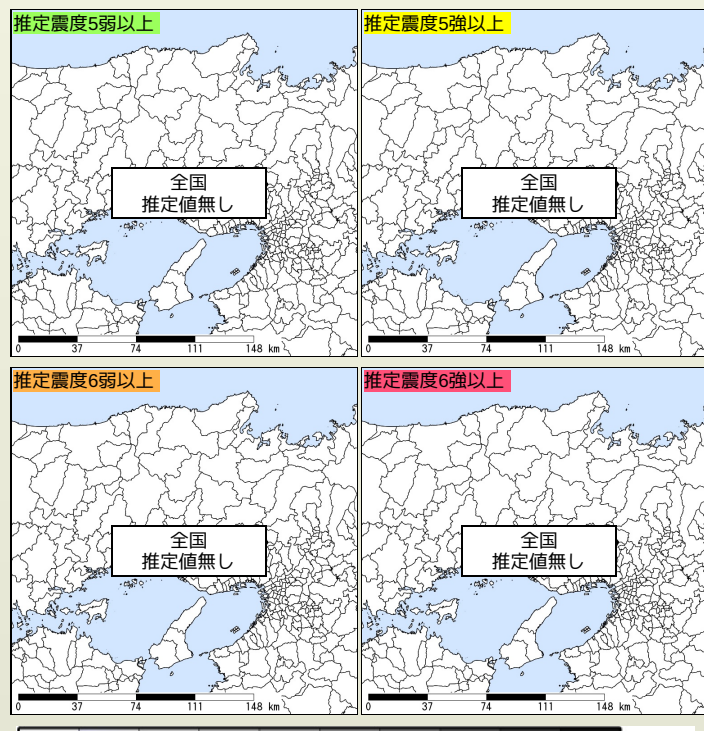 推定震度5弱以上
全国
推定値無し
0 37 74 111 148 km
推定震度5強以上
全国
推定値無し
0 37 74 111 148 km
推定震度6弱以上
全国
推定値無し
0 37 74 111 148 km
推定震度6強以上
全国
推定値無し
0 37 74 111 148 km